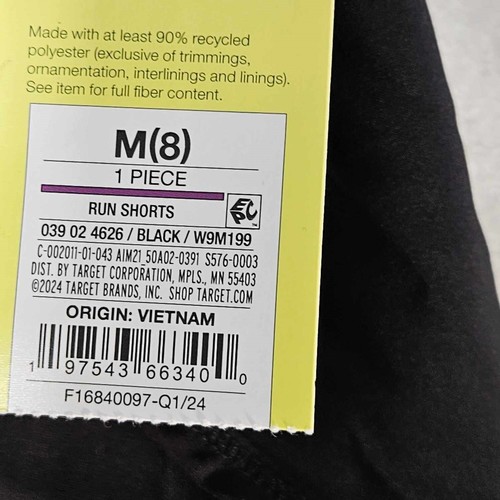 Made with at least 90% recycled
polyester (exclusive of trimmings,
ornamentation, interlinings and linings).
See item for full fiber content.
M(8)
1 PIECE
RUN SHORTS
EPC
039 02 4626 / BLACK / W9M199
C-002011-01-043 AIM21_50A02-0391 S576-0003
DIST. BY TARGET CORPORATION, MPLS., MN 55403
©2024 TARGET BRANDS, INC. SHOP TARGET.COM
ORIGIN: VIETNAM
1 97543 66340 0
F16840097-Q1/24